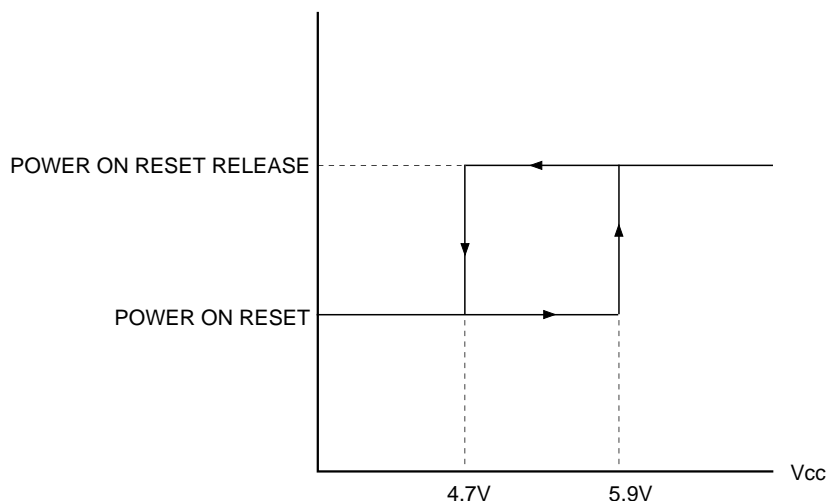 POWER ON RESET RELEASE
POWER ON RESET
Vcc
4.7V
5.9V